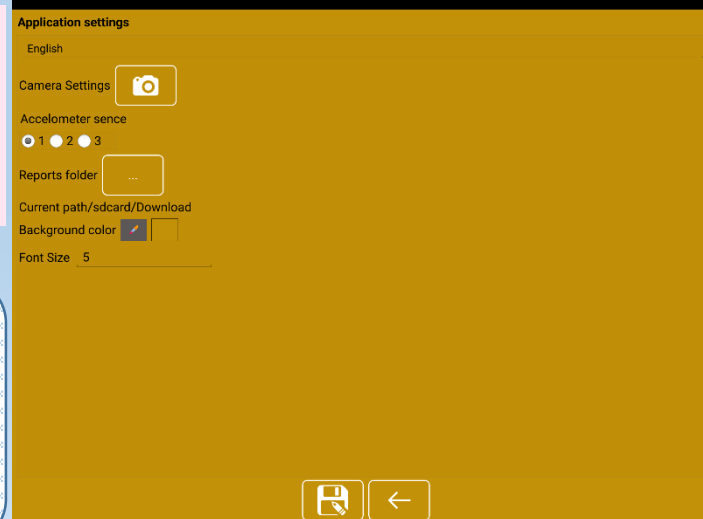 Application settings
English
Camera Settings
Accelometer sence
1 2 3
Reports folder ...
Current path/sdcard/Download
Background color
Font Size 5